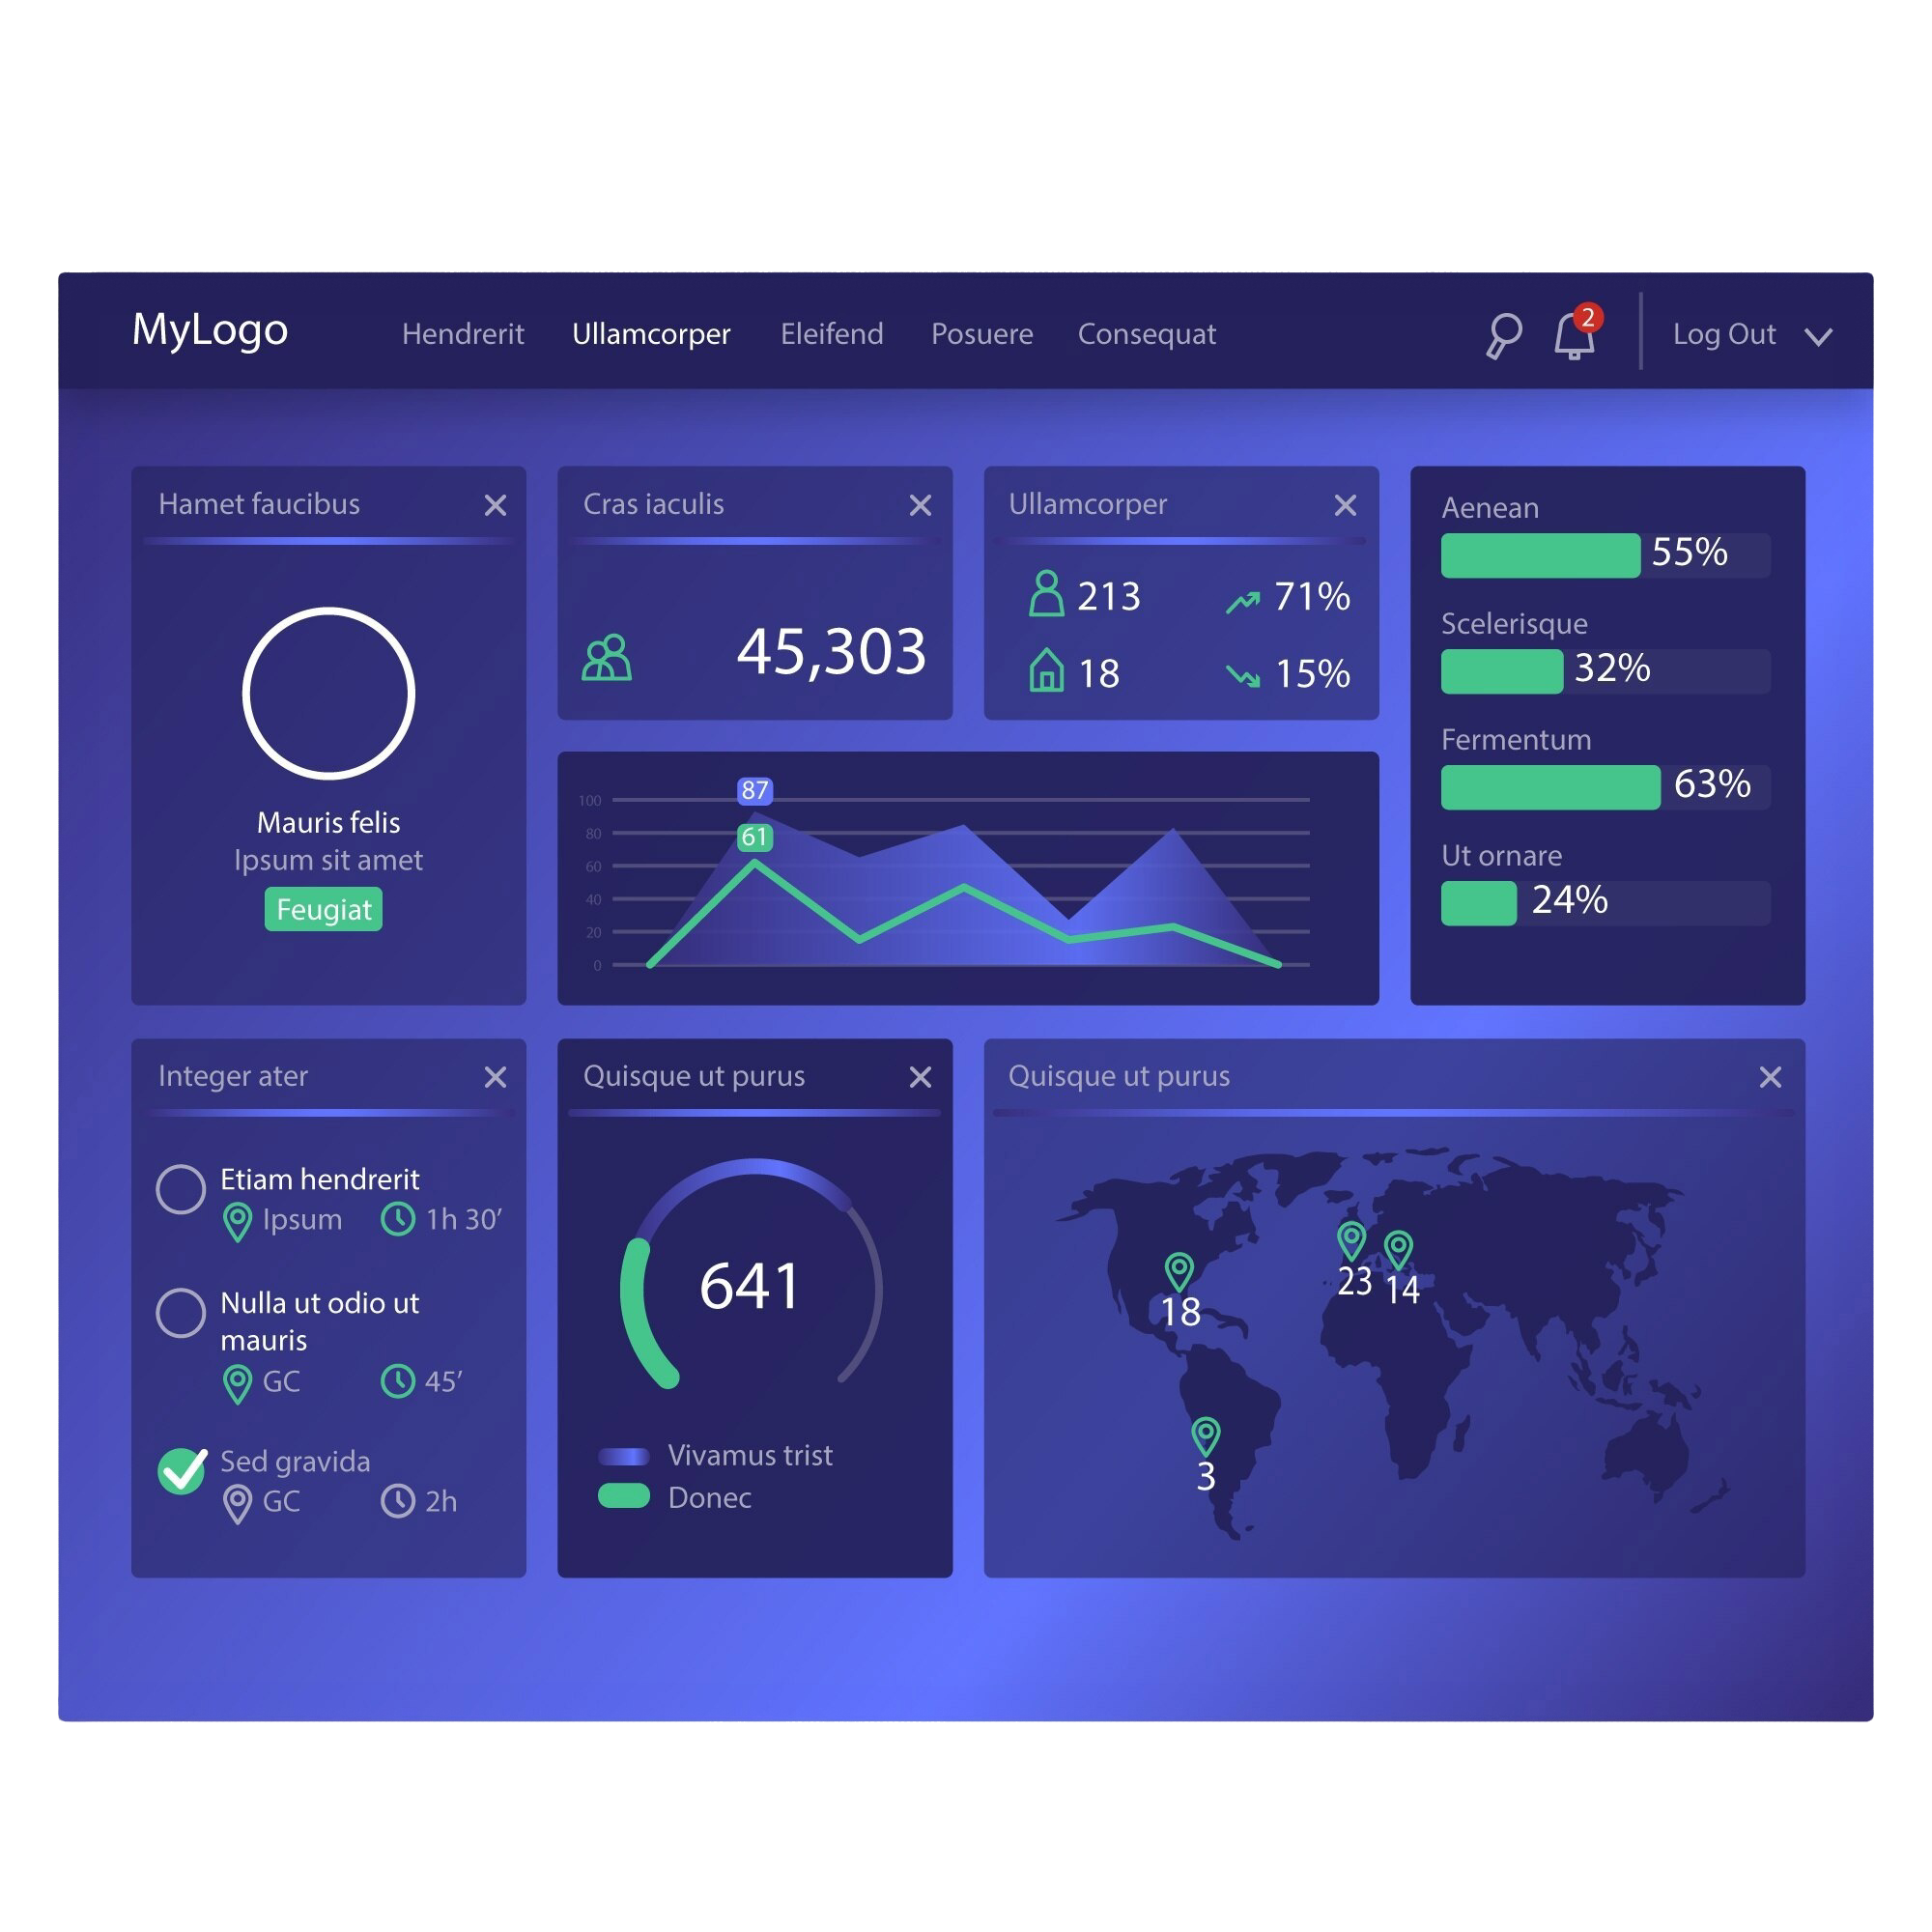 MyLogo
Hendrerit
Ullamcorper
Eleifend
Posuere
Consequat
2
Log Out
Hamet faucibus
Mauris felis
Ipsum sit amet
Feugiat
Cras iaculis
45,303
Ullamcorper
213
71%
18
15%
Aenean
55%
Scelerisque
32%
Fermentum
63%
Ut ornare
24%
87
61
100
80
60
40
20
0
Integer ater
Etiam hendrerit
Ipsum
1h 30’
Nulla ut odio ut
mauris
GC
45’
Sed gravida
GC
2h
Quisque ut purus
641
Vivamus trist
Donec
Quisque ut purus
23
14
18
3